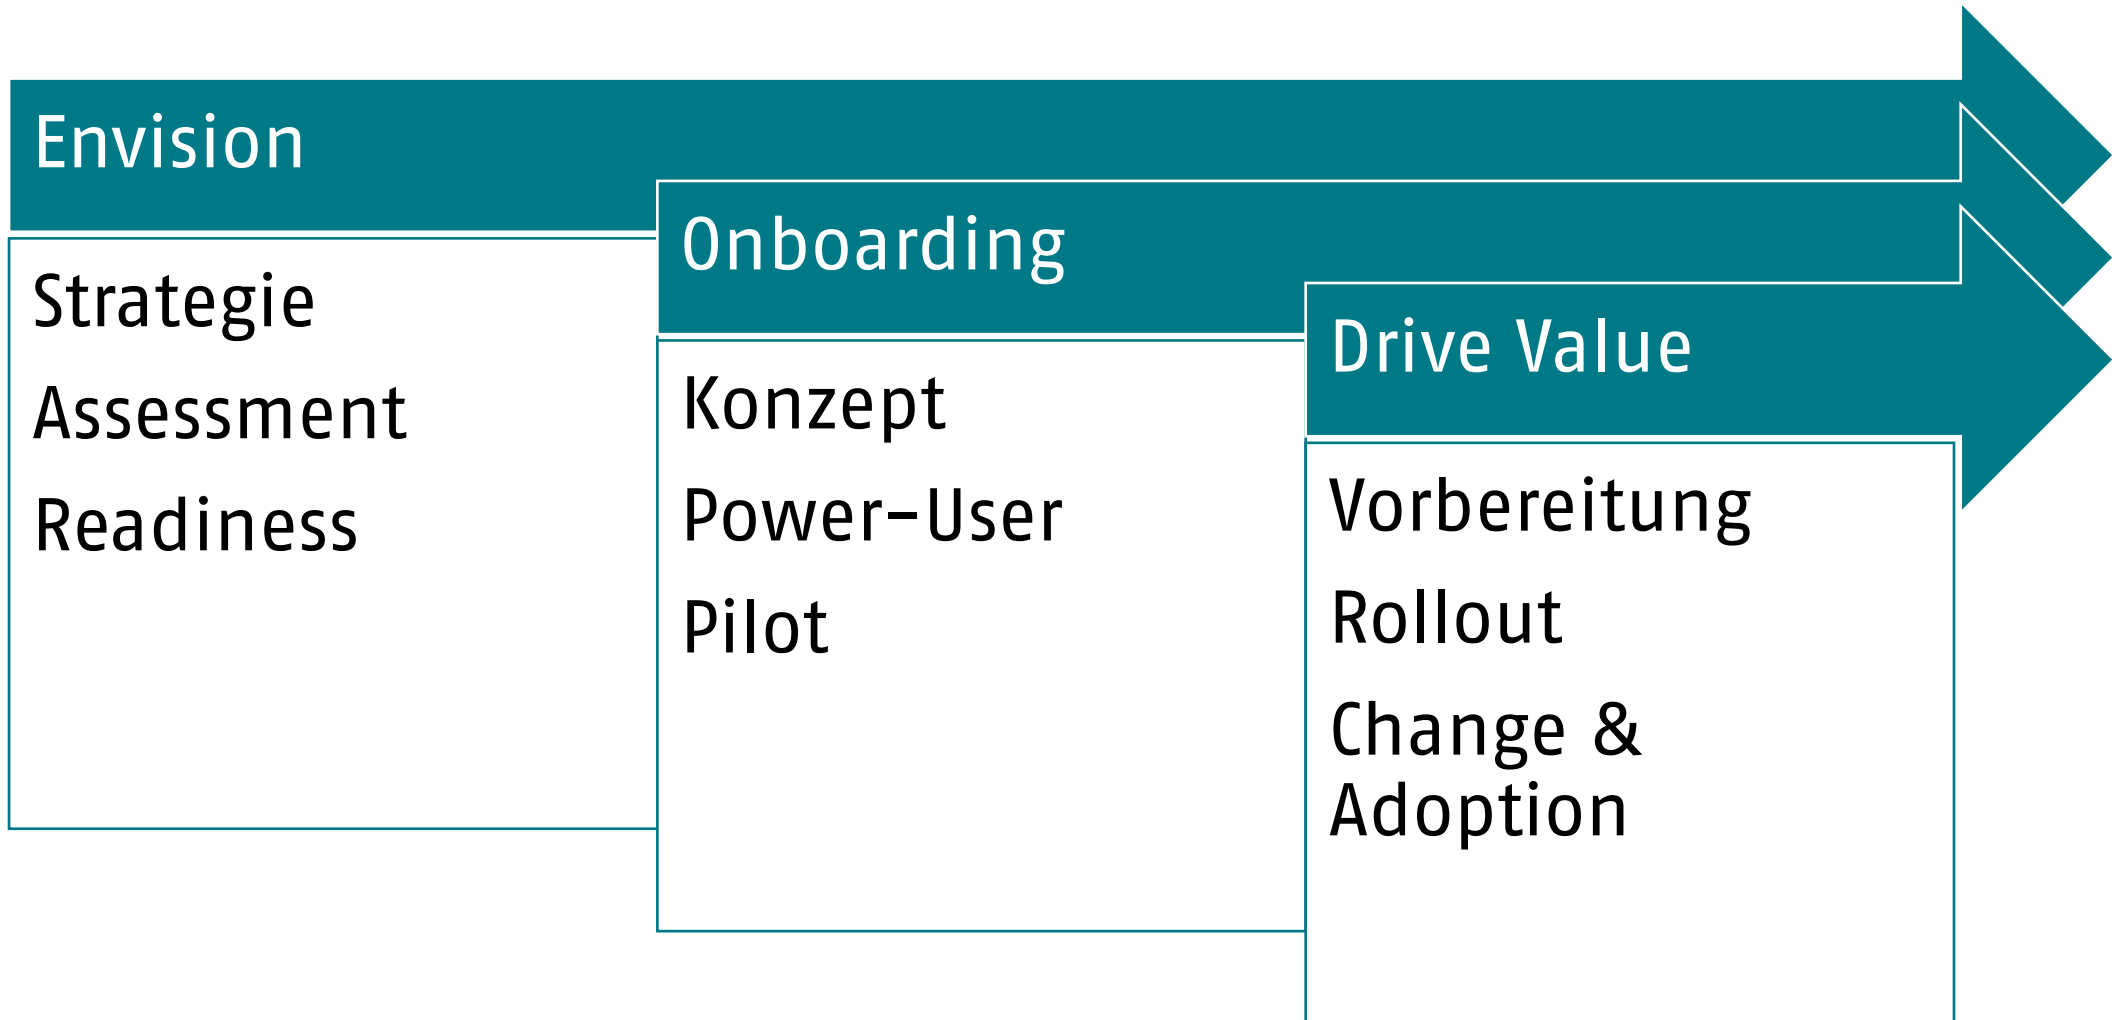 Envision
Strategie
Assessment
Readiness
Onboarding
Konzept
Power-User
Pilot
Drive Value
Vorbereitung
Rollout
Change &
Adoption